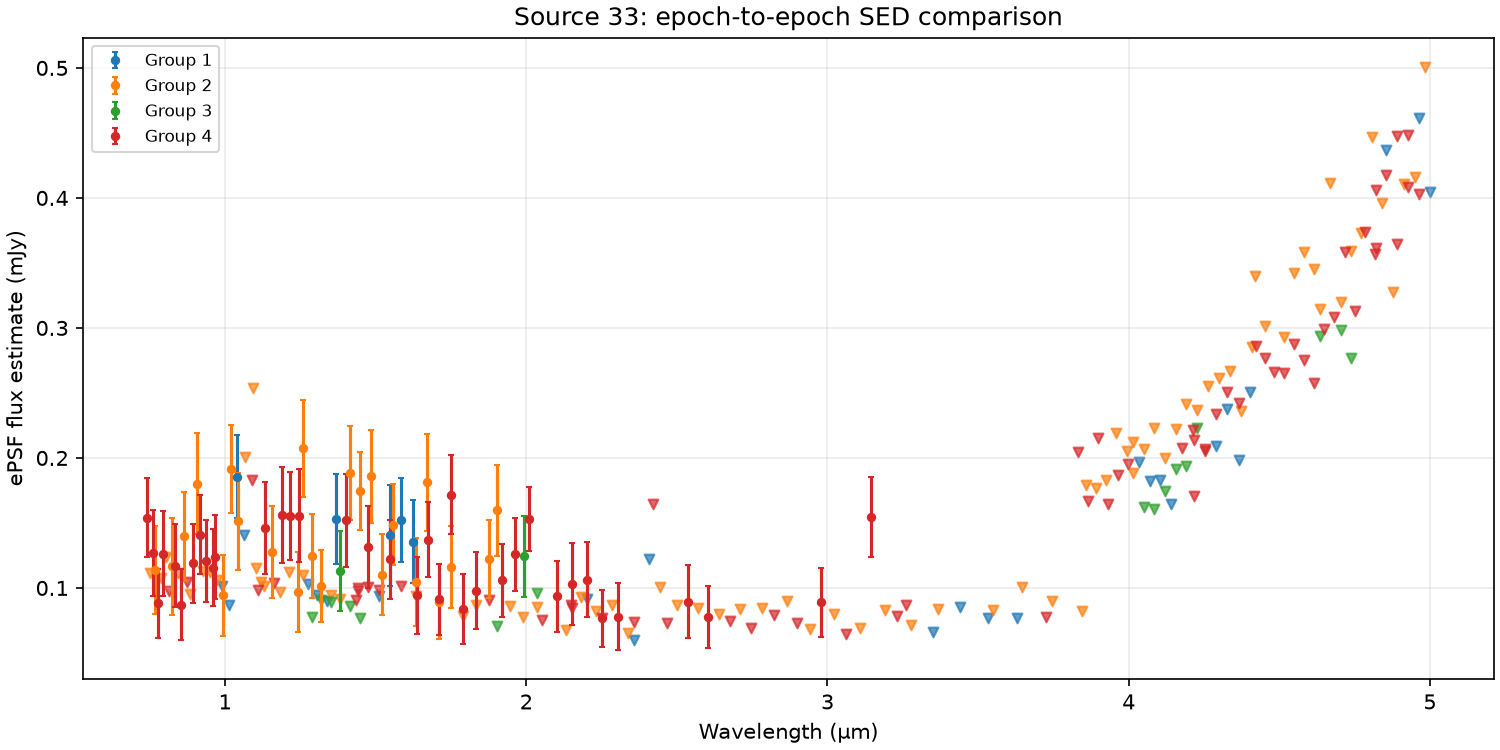 Source 33: epoch-to-epoch SED comparison
Group 1
Group 2
Group 3
Group 4
ePSF flux estimate (mJy)
0.5
0.4
0.3
0.2
0.1
1 2 3 4 5
Wavelength (µm)